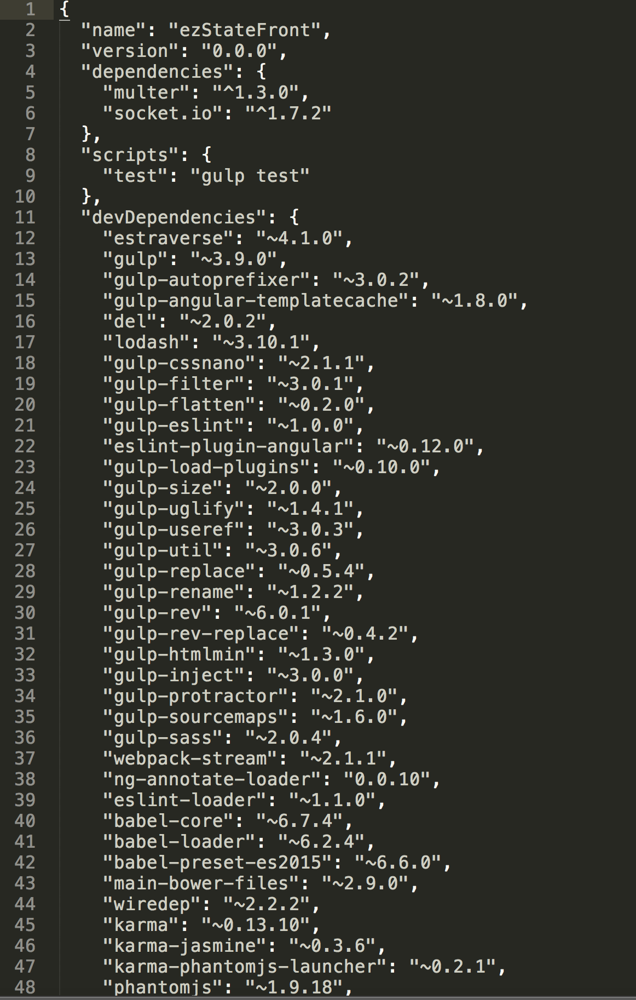 1 {
2 "name": "ezStateFront",
3 "version": "0.0.0",
4 "dependencies": {
5 "multer": "^1.3.0",
6 "socket.io": "^1.7.2"
7 },
8 "scripts": {
9 "test": "gulp test"
10 },
11 "devDependencies": {
12 "estraverse": "~4.1.0",
13 "gulp": "~3.9.0",
14 "gulp-autoprefixer": "~3.0.2",
15 "gulp-angular-templatecache": "~1.8.0",
16 "del": "~2.0.2",
17 "lodash": "~3.10.1",
18 "gulp-cssnano": "~2.1.1",
19 "gulp-filter": "~3.0.1",
20 "gulp-flatten": "~0.2.0",
21 "gulp-eslint": "~1.0.0",
22 "eslint-plugin-angular": "~0.12.0",
23 "gulp-load-plugins": "~0.10.0",
24 "gulp-size": "~2.0.0",
25 "gulp-uglify": "~1.4.1",
26 "gulp-useref": "~3.0.3",
27 "gulp-util": "~3.0.6",
28 "gulp-replace": "~0.5.4",
29 "gulp-rename": "~1.2.2",
30 "gulp-rev": "~6.0.1",
31 "gulp-rev-replace": "~0.4.2",
32 "gulp-htmlmin": "~1.3.0",
33 "gulp-inject": "~3.0.0",
34 "gulp-protractor": "~2.1.0",
35 "gulp-sourcemaps": "~1.6.0",
36 "gulp-sass": "~2.0.4",
37 "webpack-stream": "~2.1.1",
38 "ng-annotate-loader": "0.0.10",
39 "eslint-loader": "~1.1.0",
40 "babel-core": "~6.7.4",
41 "babel-loader": "~6.2.4",
42 "babel-preset-es2015": "~6.6.0",
43 "main-bower-files": "~2.9.0",
44 "wiredep": "~2.2.2",
45 "karma": "~0.13.10",
46 "karma-jasmine": "~0.3.6",
47 "karma-phantomjs-launcher": "~0.2.1",
48 "phantomjs": "~1.9.18",